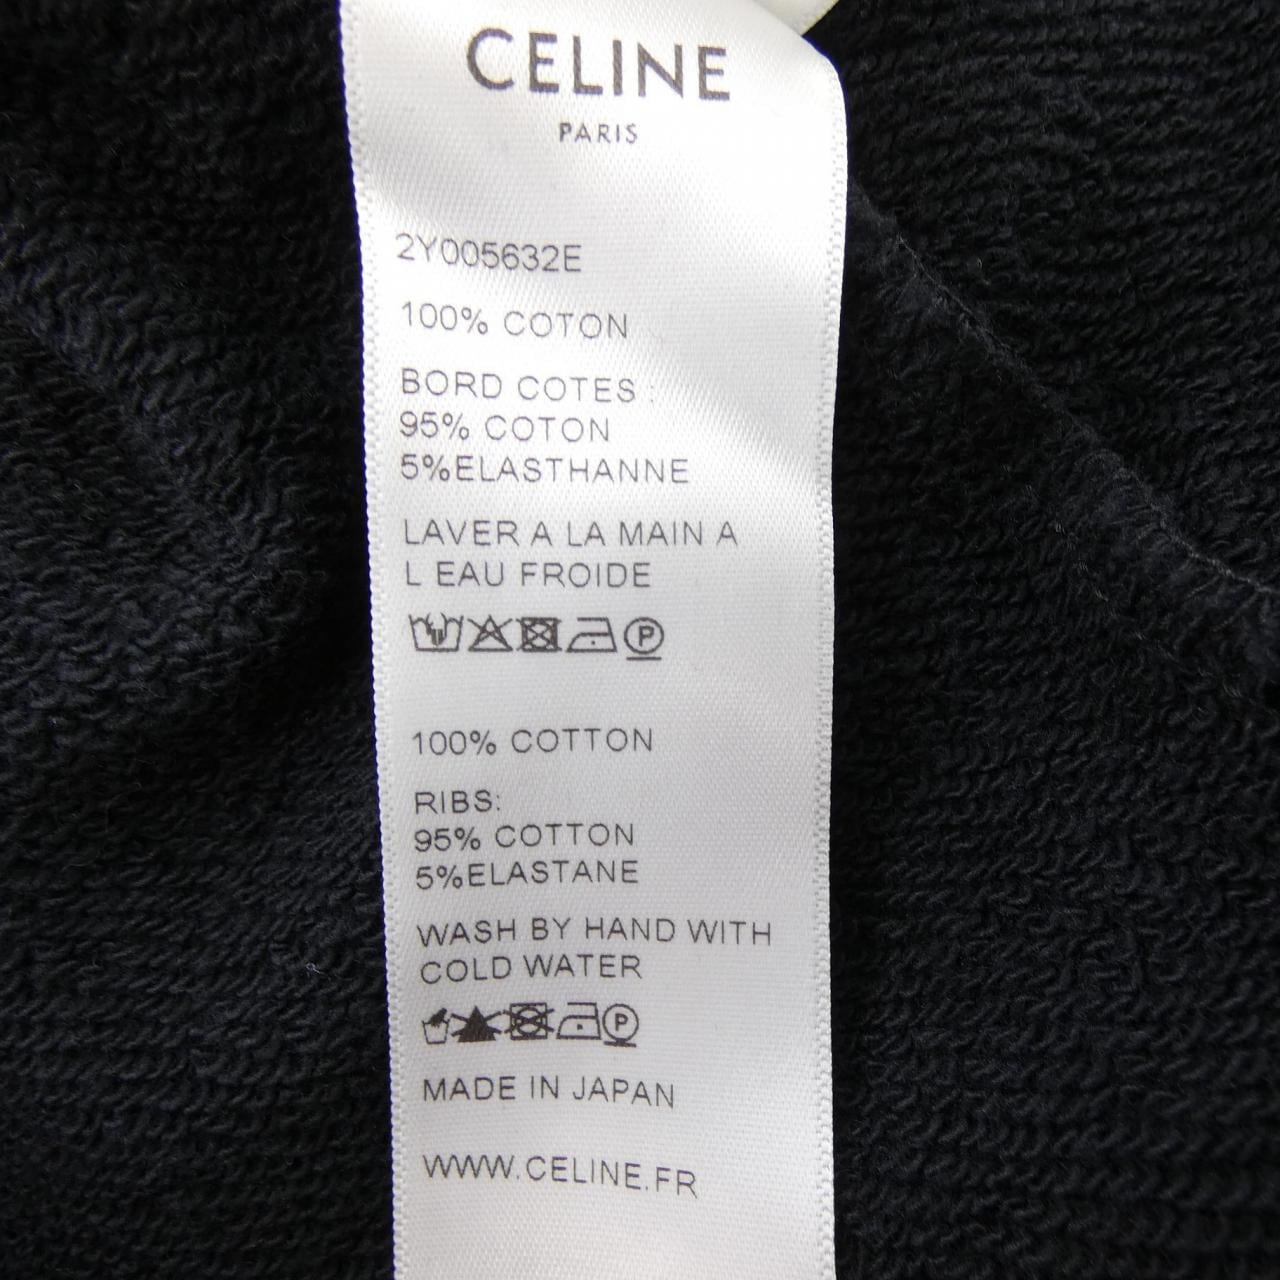 CELINE
PARIS
2Y005632E
100% COTON
BORD COTES :
95% COTON
5%ELASTHANNE
LAVER A LA MAIN A
L EAU FROIDE
P
100% COTTON
RIBS:
95% COTTON
5%ELASTANE
WASH BY HAND WITH
COLD WATER
P
MADE IN JAPAN
WWW.CELINE.FR